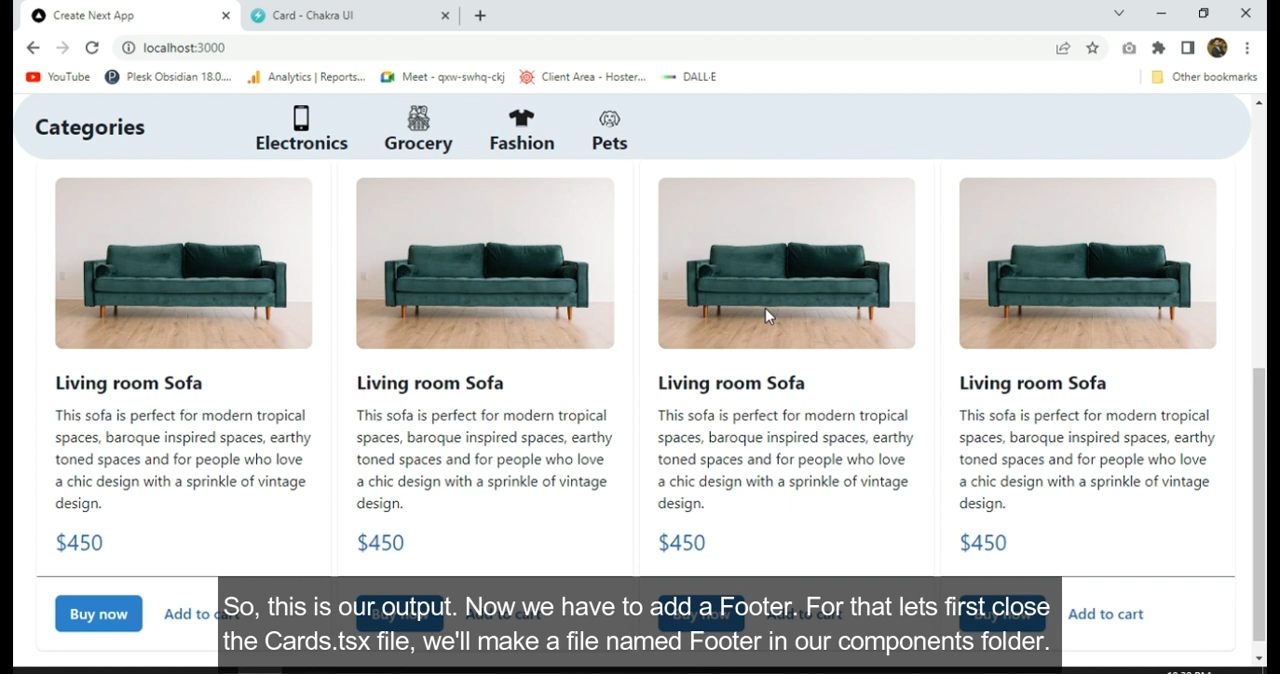 Create Next App
Card - Chakra UI
localhost:3000
YouTube
Plesk Obsidian 18.0....
Analytics | Reports...
Meet - qxw-swhq-ckj
Client Area - Hoster...
DALL·E
Other bookmarks
Categories
Electronics
Grocery
Fashion
Pets
Living room Sofa
This sofa is perfect for modern tropical
spaces, baroque inspired spaces, earthy
toned spaces and for people who love
a chic design with a sprinkle of vintage
design.
$450
Buy now
Living room Sofa
This sofa is perfect for modern tropical
spaces, baroque inspired spaces, earthy
toned spaces and for people who love
a chic design with a sprinkle of vintage
design.
$450
Living room Sofa
This sofa is perfect for modern tropical
spaces, baroque inspired spaces, earthy
toned spaces and for people who love
a chic design with a sprinkle of vintage
design.
$450
Living room Sofa
This sofa is perfect for modern tropical
spaces, baroque inspired spaces, earthy
toned spaces and for people who love
a chic design with a sprinkle of vintage
design.
$450
Add to cart
So, this is our output. Now we have to add a Footer. For that lets first close
the Cards.tsx file, we'll make a file named Footer in our components folder.